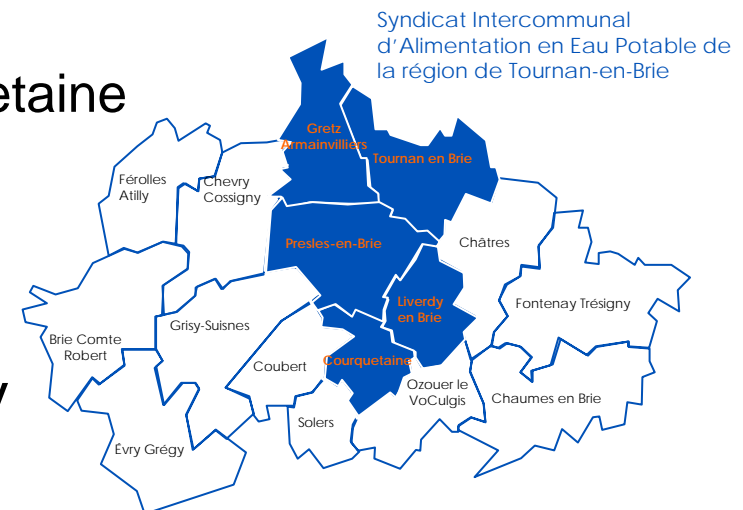 Syndicat Intercommunal
d'Alimentation en Eau Potable de
la région de Tournan-en-Brie
etaine
Gretz
Armainvilliers
Tournan en Brie
Férolles
Atilly
Chevry
Cossigny
Presles-en-Brie
Châtres
Liverdy
en Brie
Fontenay Trésigny
Brie Comte
Robert
Grisy-Suisnes
Coubert
Courquetaine
Ozouer le
VoCulgis
Chaumes en Brie
y
Solers
Évry Grégy